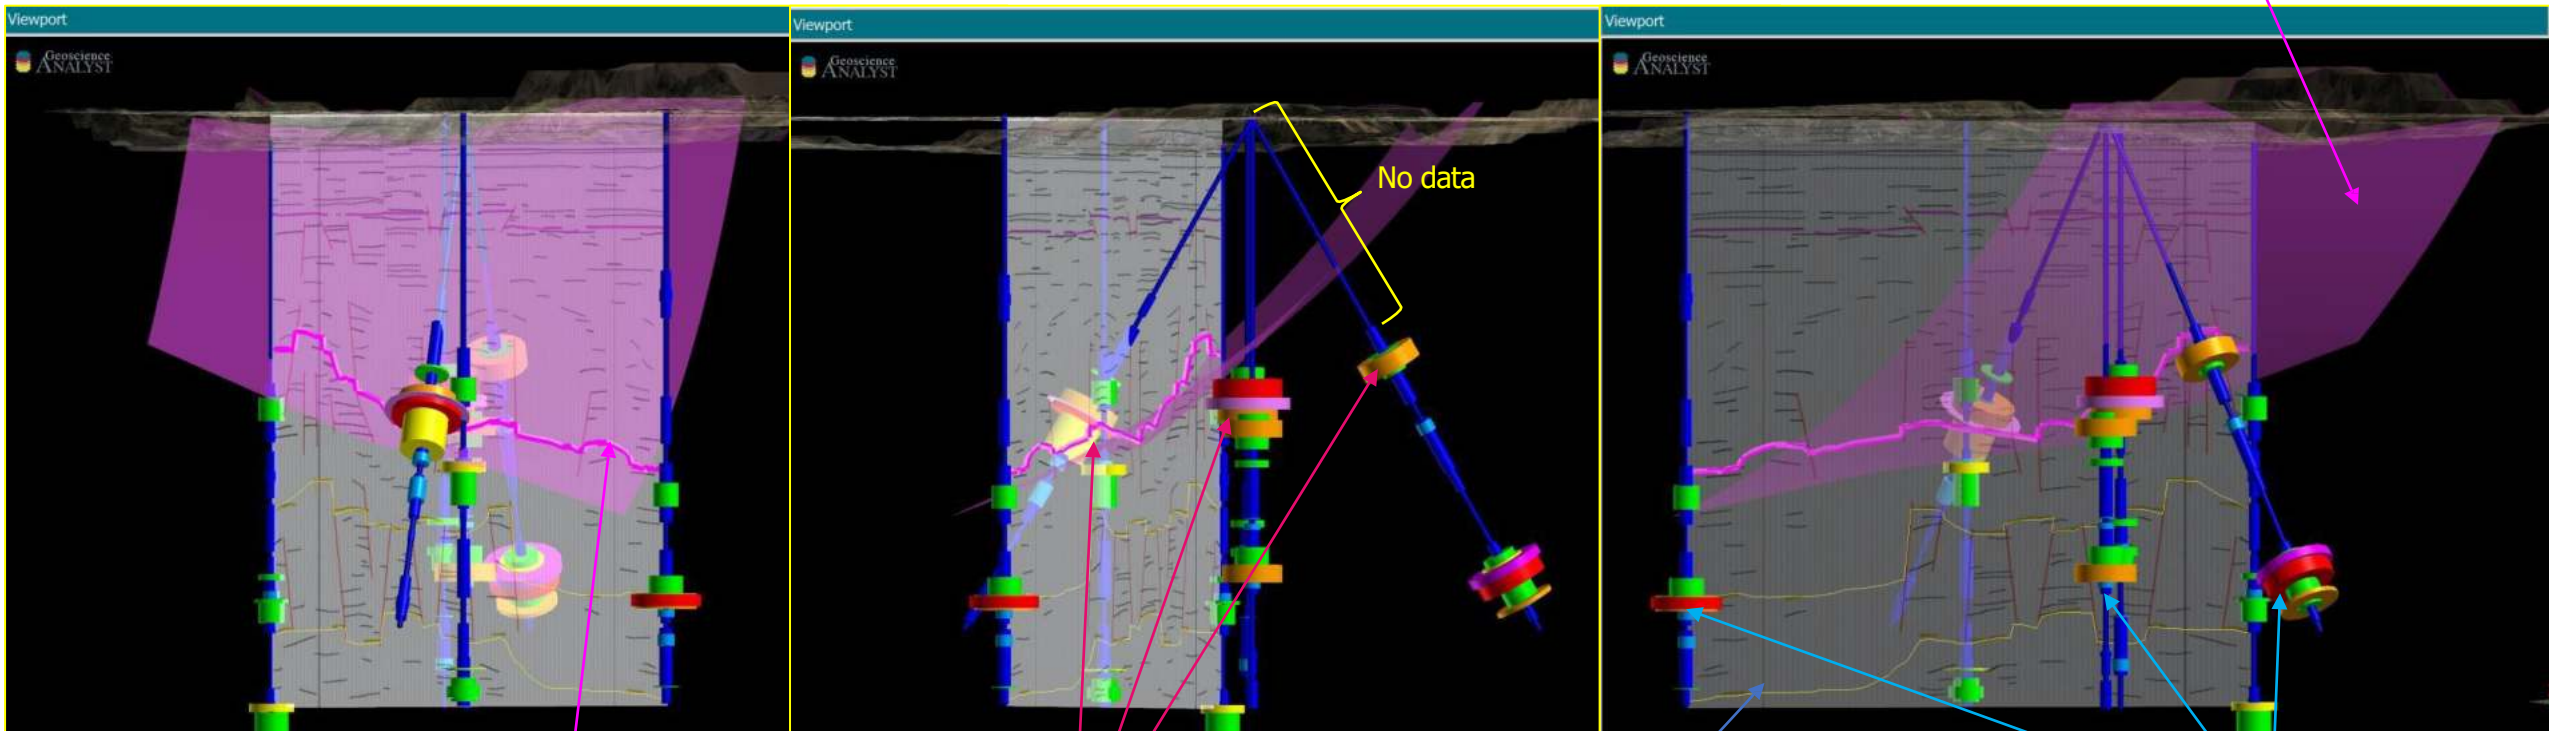 Viewport
Geoscience
ANALYST
Viewport
Geoscience
ANALYST
No data
Viewport
Geoscience
ANALYST